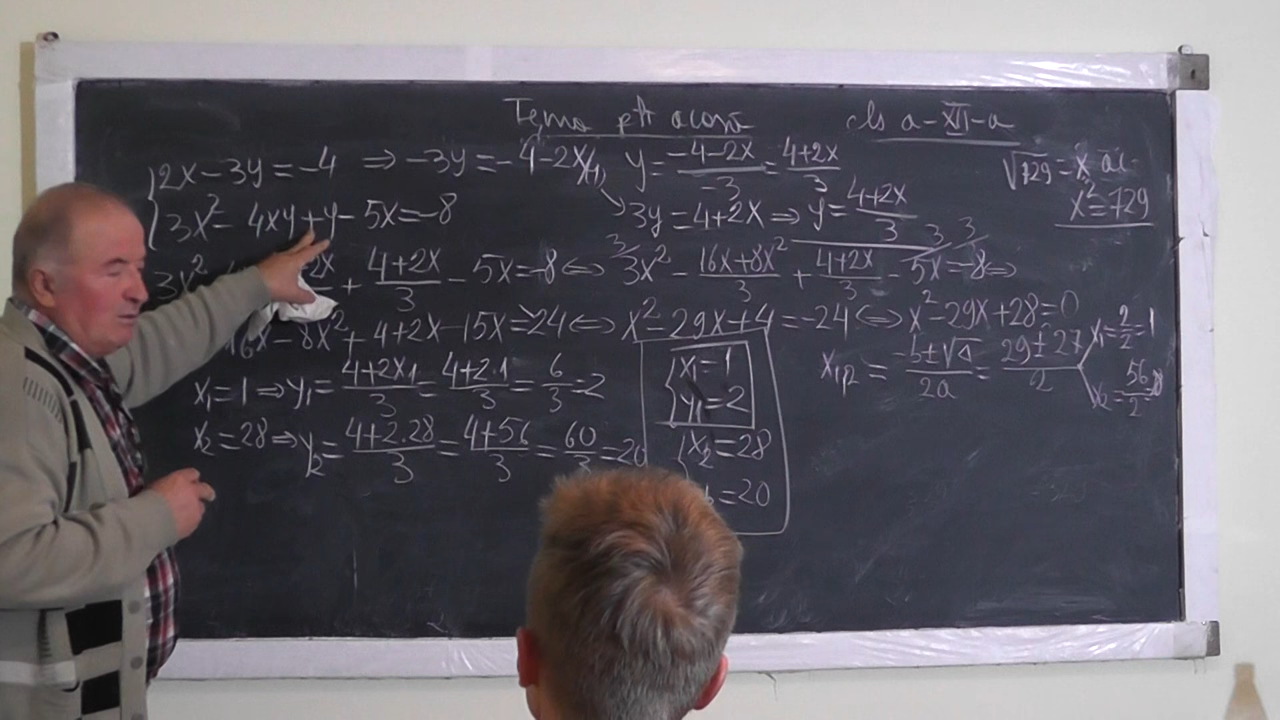 Tema pt acasă cls a-XII-a
2x-3y=-4 ⇒ -3y=-4-2x/(-1) y=(-4-2x)/-3=(4+2x)/3
3x²-4xy+y-5x=-8 3y=4+2x ⇒ y=(4+2x)/3
√729=x
x²=729
3x² 2x + (4+2x)/3 - 5x=-8 ⇔ 3x² - (16x+8x²)/3 + (4+2x)/3 - 5x=-8 ⇔
16x-8x²+4+2x-15x=-24 ⇔ x²-29x+4=-24 ⇔ x²-29x+28=0
x₁,₂ = (-b±√Δ)/2a = (29±27)/2 x₁=2/2=1
x₂=56/2
x₁=1 ⇒ y₁=(4+2x₁)/3=(4+2.1)/3=6/3=2
x₂=28 ⇒ y₂=(4+2.28)/3=(4+56)/3=60/3=20
x₁=1
y₁=2
x₂=28
=20